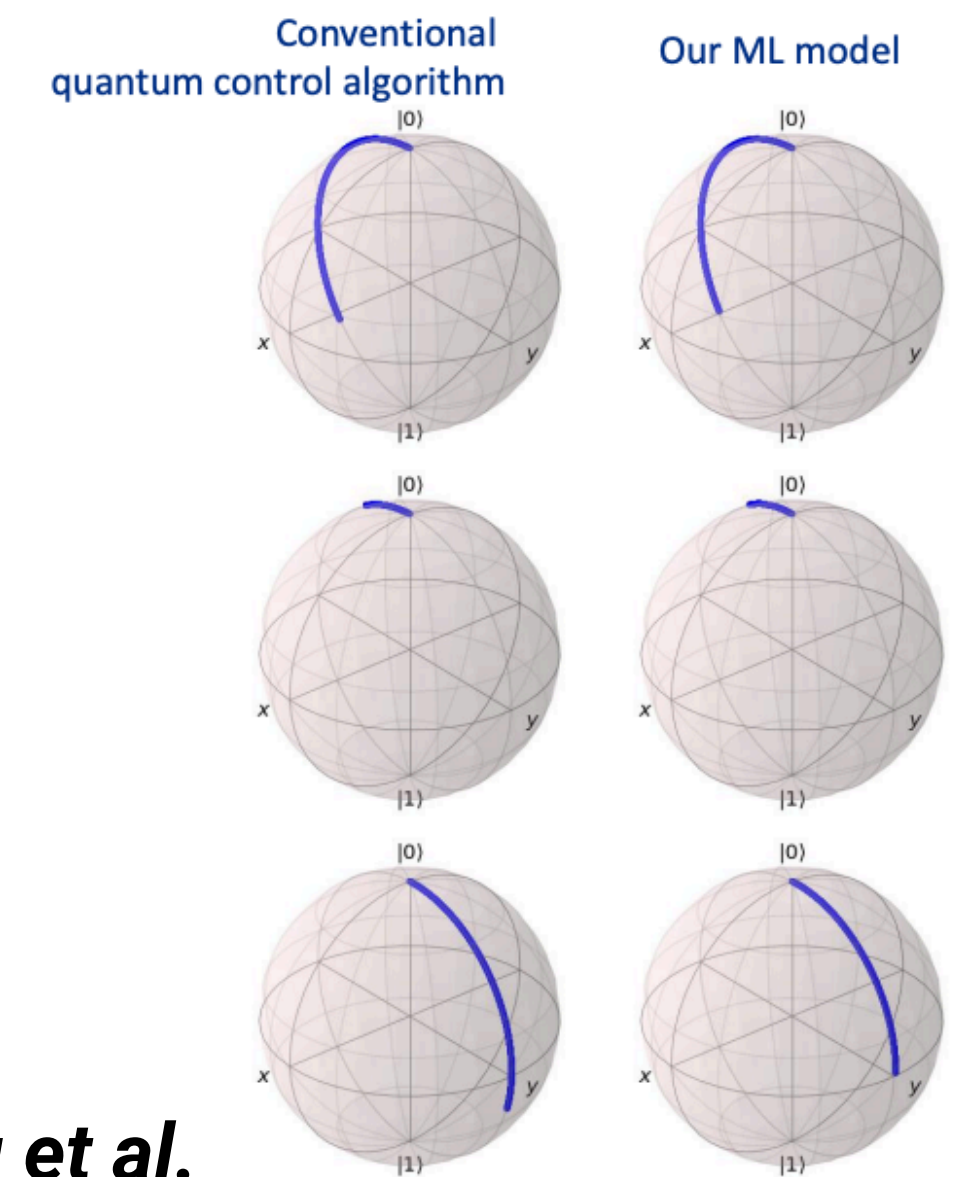 Conventional
quantum control algorithm
Our ML model
|0⟩
|0⟩
x
y
x
y
|1⟩
|1⟩
|0⟩
|0⟩
x
y
x
y
|1⟩
|1⟩
|0⟩
|0⟩
x
y
x
y
et al.
|1⟩
|1⟩